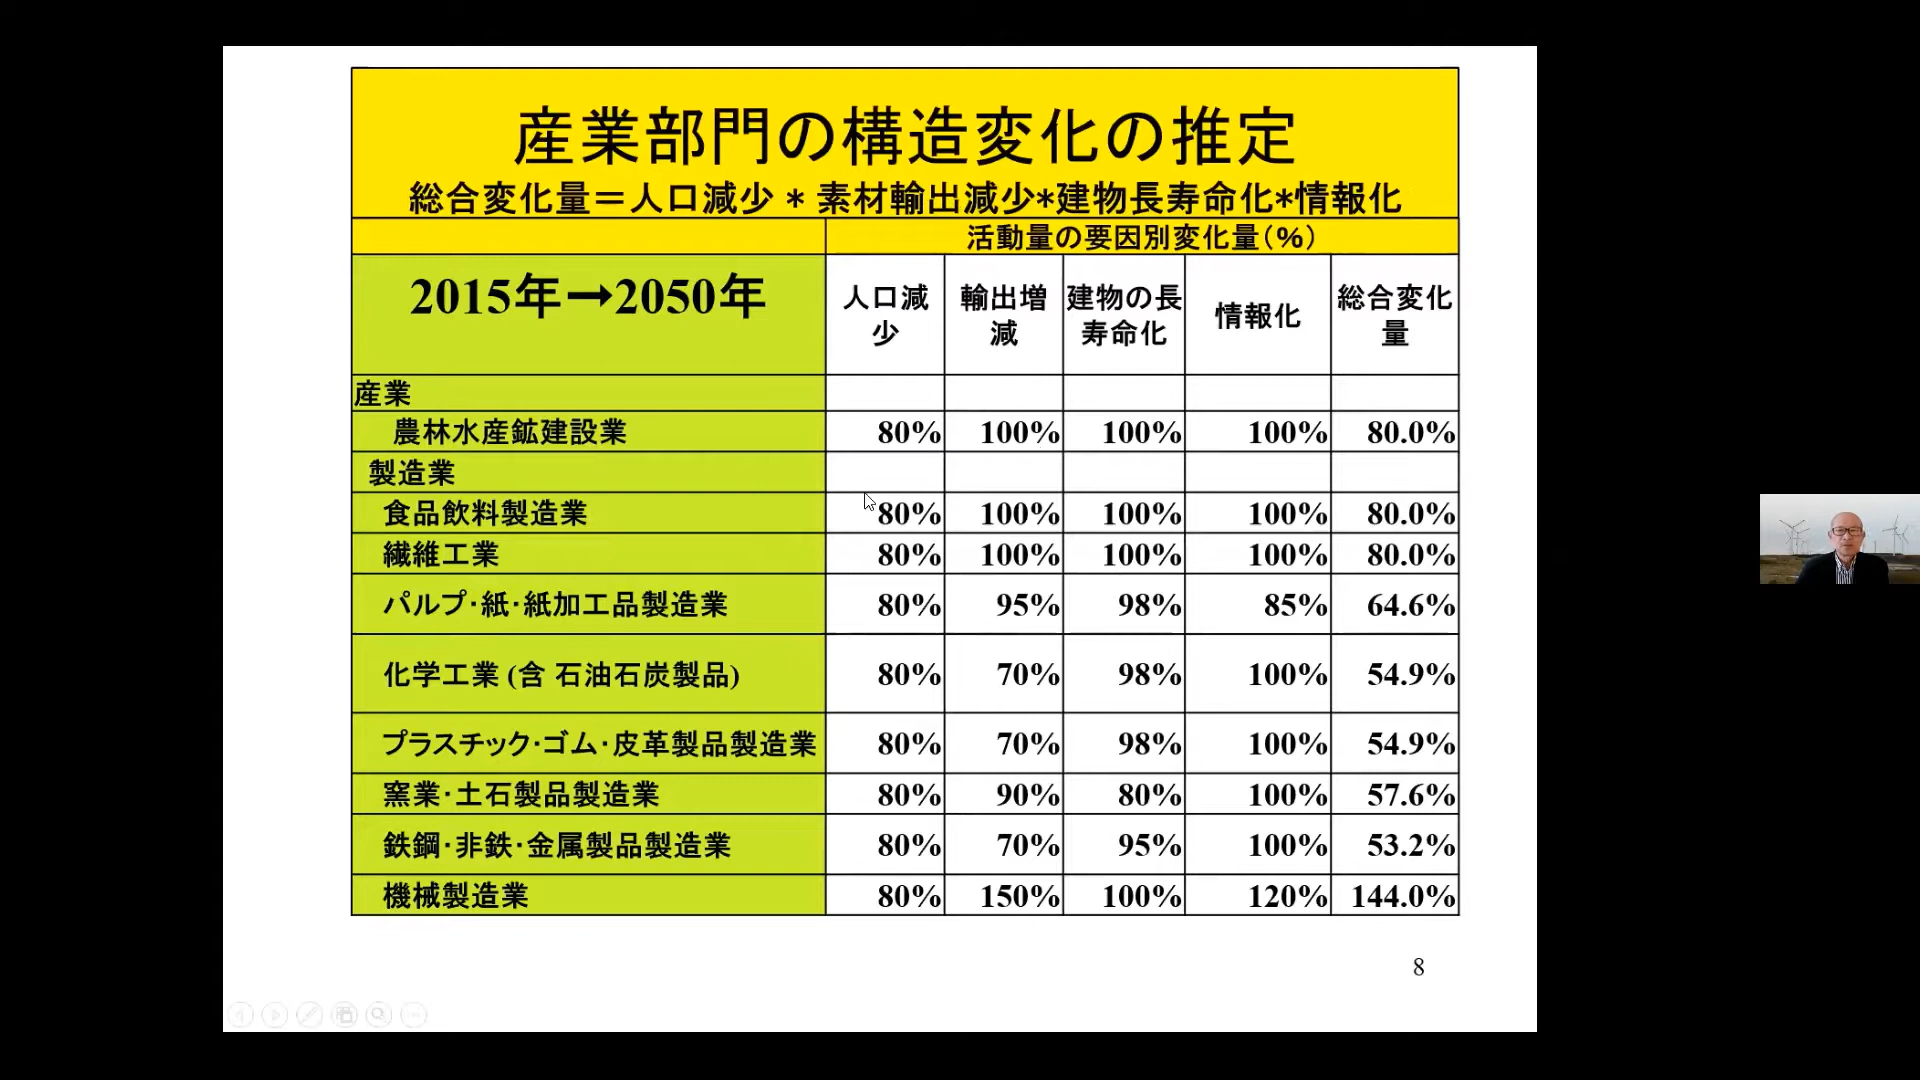 産業部門の構造変化の推定
総合変化量＝人口減少 * 素材輸出減少*建物長寿命化*情報化
活動量の要因別変化量(%)
2015年→2050年 人口減少 輸出増減 建物の長寿命化 情報化 総合変化量
産業
農林水産鉱建設業 80% 100% 100% 100% 80.0%
製造業
食品飲料製造業 80% 100% 100% 100% 80.0%
繊維工業 80% 100% 100% 100% 80.0%
パルプ･紙･紙加工品製造業 80% 95% 98% 85% 64.6%
化学工業 (含 石油石炭製品) 80% 70% 98% 100% 54.9%
プラスチック･ゴム･皮革製品製造業 80% 70% 98% 100% 54.9%
窯業･土石製品製造業 80% 90% 80% 100% 57.6%
鉄鋼･非鉄･金属製品製造業 80% 70% 95% 100% 53.2%
機械製造業 80% 150% 100% 120% 144.0%
8